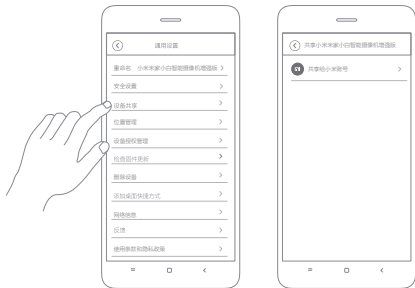 通用设置
重命名 小米米家小白智能摄像机增强版
安全设置
设备共享
位置管理
设备授权管理
检查固件更新
删除设备
添加桌面快捷方式
网络信息
反馈
使用条款和隐私政策
共享小米米家小白智能摄像机增强版
共享给小米账号